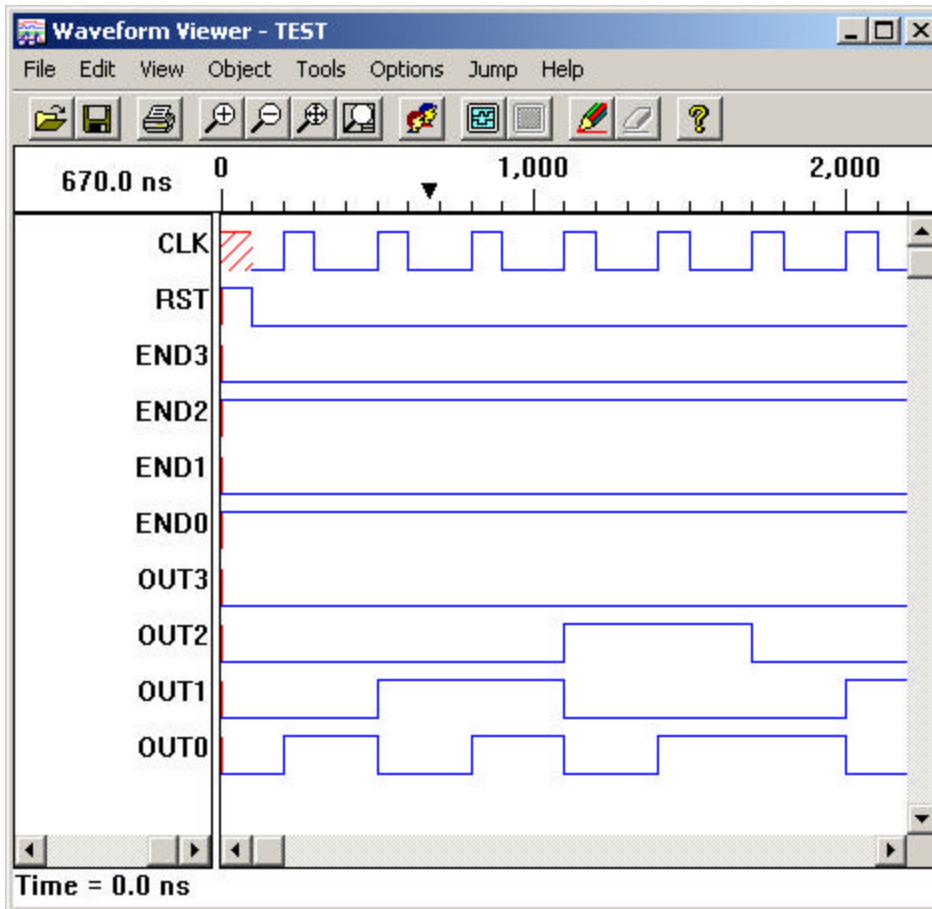 Waveform Viewer - TEST
File Edit View Object Tools Options Jump Help
670.0 ns 0 1,000 2,000
CLK
RST
END3
END2
END1
END0
OUT3
OUT2
OUT1
OUT0
Time = 0.0 ns